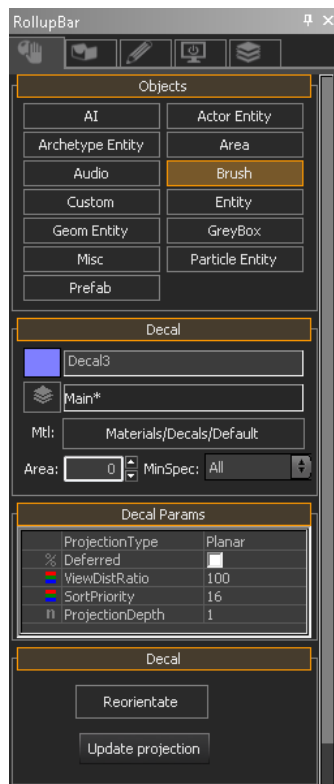 RollupBar
Objects
AI Actor Entity
Archetype Entity Area
Audio Brush
Custom Entity
Geom Entity GreyBox
Misc Particle Entity
Prefab
Decal
Decal3
Main*
Mtl: Materials/Decals/Default
Area: 0 MinSpec: All
Decal Params
ProjectionType Planar
% Deferred
ViewDistRatio 100
SortPriority 16
n ProjectionDepth 1
Decal
Reorientate
Update projection